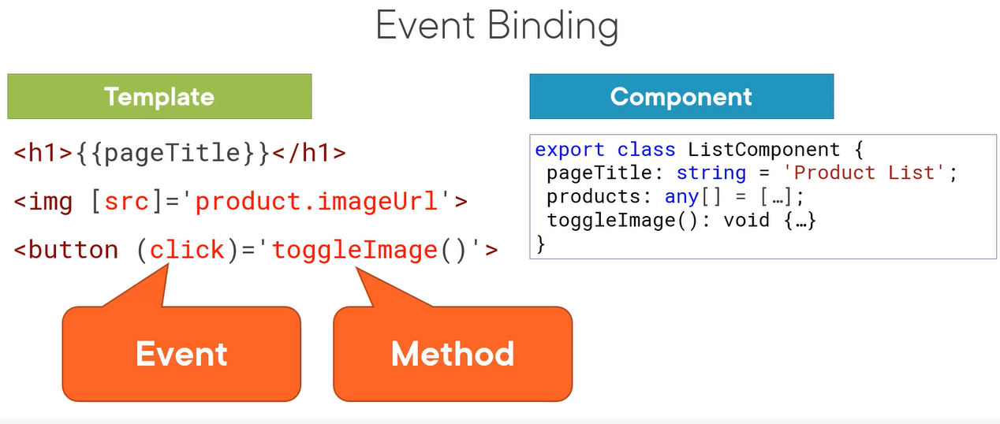 Event Binding
Template
<h1>{{pageTitle}}</h1>
<img [src]='product.imageUrl'>
<button (click)='toggleImage()'>
Event
Method
Component
export class ListComponent {
pageTitle: string = 'Product List';
products: any[] = […];
toggleImage(): void {…}
}